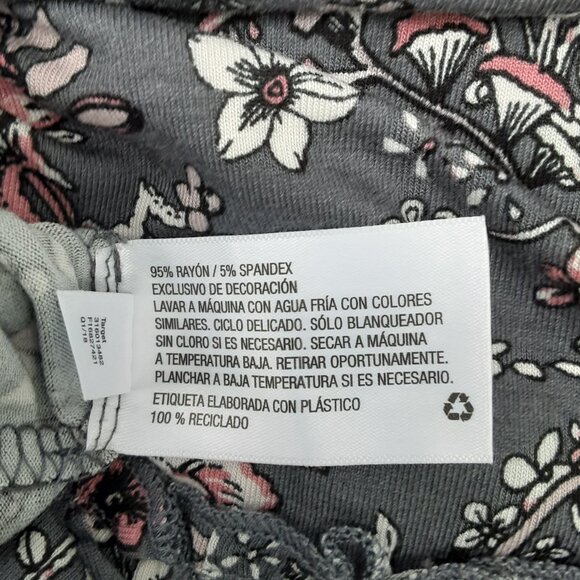 95% RAYÓN / 5% SPANDEX
EXCLUSIVO DE DECORACIÓN
LAVAR A MÁQUINA CON AGUA FRÍA CON COLORES
SIMILARES. CICLO DELICADO. SÓLO BLANQUEADOR
SIN CLORO SI ES NECESARIO. SECAR A MÁQUINA
A TEMPERATURA BAJA. RETIRAR OPORTUNAMENTE.
PLANCHAR A BAJA TEMPERATURA SI ES NECESARIO.
ETIQUETA ELABORADA CON PLÁSTICO
100 % RECICLADO
Target
316013482
F116827421
01/18